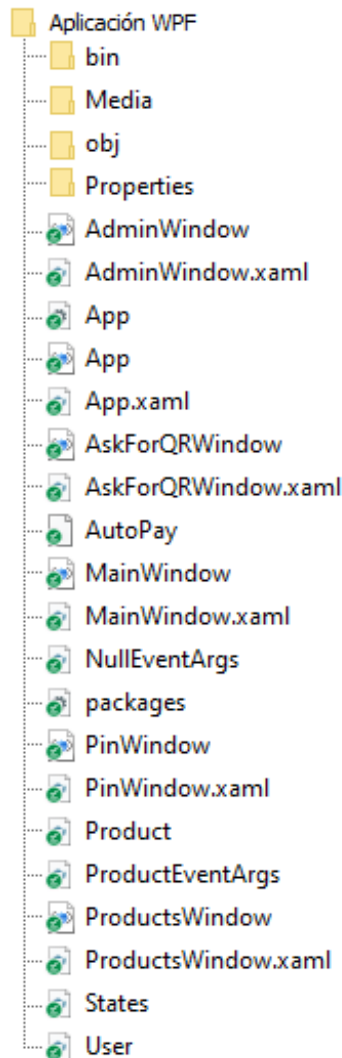 Aplicación WPF
bin
Media
obj
Properties
AdminWindow
AdminWindow.xaml
App
App
App.xaml
AskForQRWindow
AskForQRWindow.xaml
AutoPay
MainWindow
MainWindow.xaml
NullEventArgs
packages
PinWindow
PinWindow.xaml
Product
ProductEventArgs
ProductsWindow
ProductsWindow.xaml
States
User